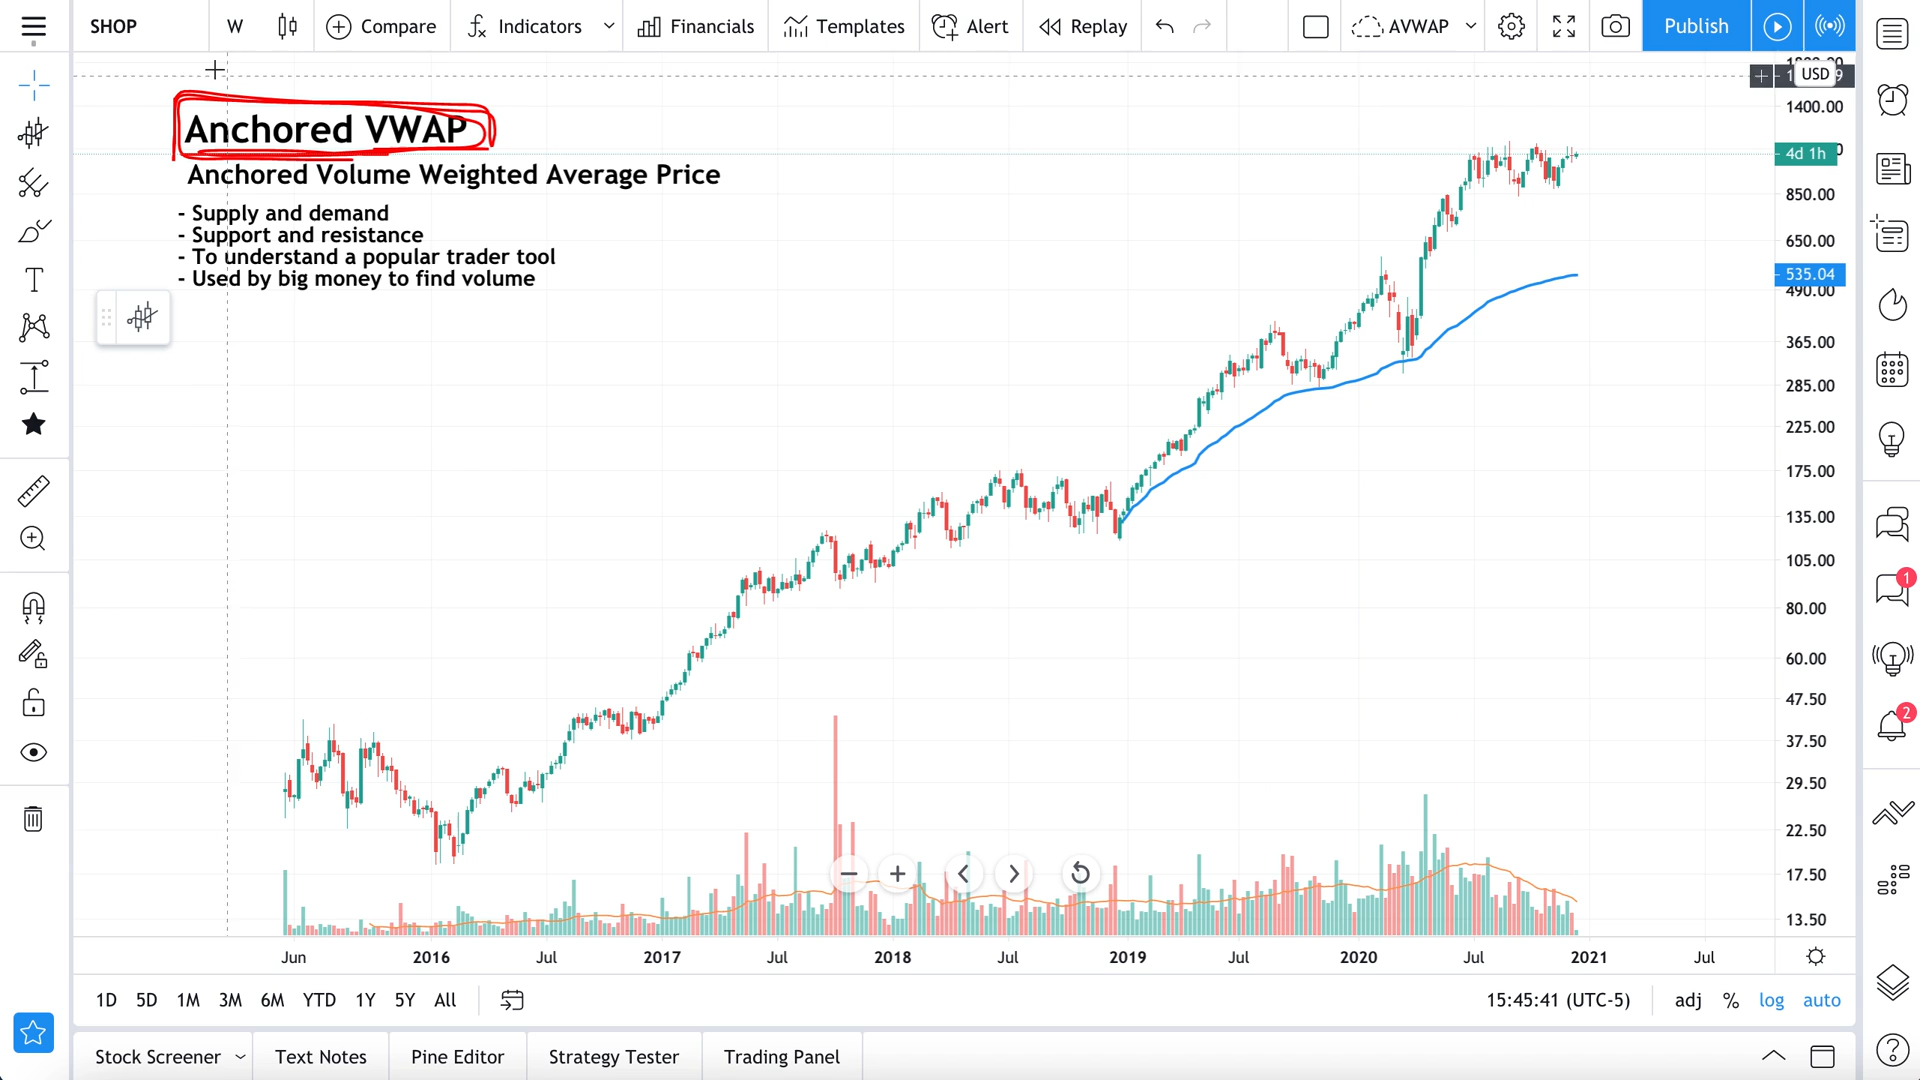 SHOP
W
Compare
Indicators
Financials
Templates
Alert
Replay
AVWAP
Publish
Anchored VWAP
Anchored Volume Weighted Average Price
- Supply and demand
- Support and resistance
- To understand a popular trader tool
- Used by big money to find volume
USD
1400.00
4d 1h
850.00
650.00
535.04
490.00
365.00
285.00
225.00
175.00
135.00
105.00
80.00
60.00
47.50
37.50
29.50
22.50
17.50
13.50
1
2
Jun 2016 Jul 2017 Jul 2018 Jul 2019 Jul 2020 Jul 2021 Jul
1D 5D 1M 3M 6M YTD 1Y 5Y All
15:45:41 (UTC-5) adj % log auto
Stock Screener Text Notes Pine Editor Strategy Tester Trading Panel